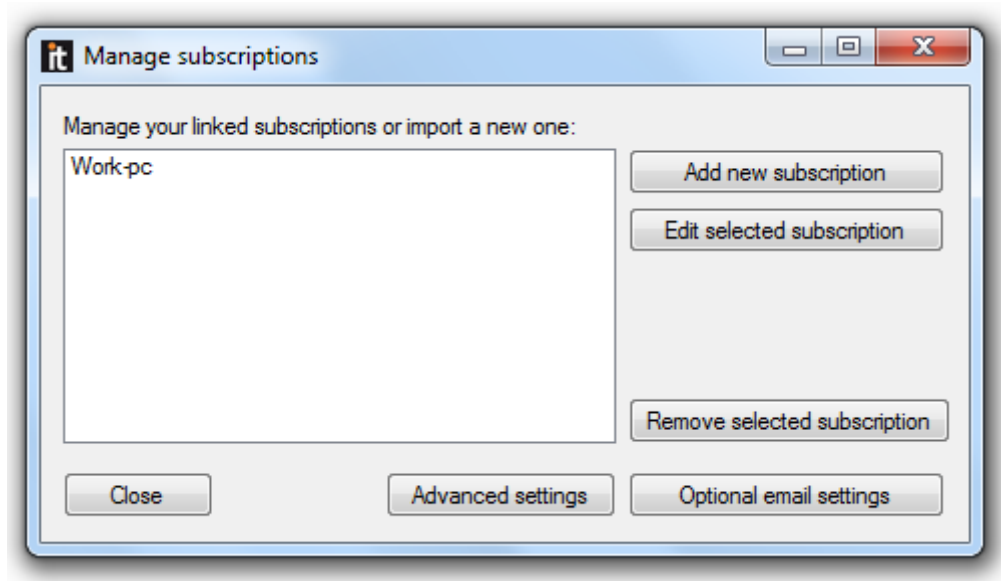 it Manage subscriptions
Manage your linked subscriptions or import a new one:
Work-pc
Add new subscription
Edit selected subscription
Remove selected subscription
Close
Advanced settings
Optional email settings